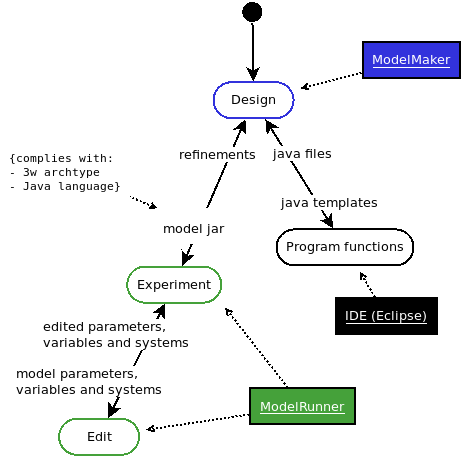 ModelMaker
Design
refinements
java files
{complies with:
- 3w archtype
- Java language}
java templates
model jar
Program functions
Experiment
IDE (Eclipse)
edited parameters,
variables and systems
model parameters,
variables and systems
ModelRunner
Edit